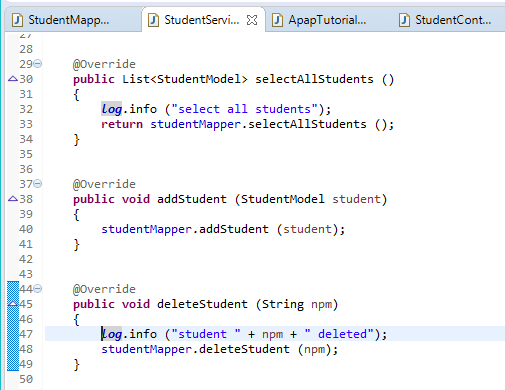 StudentMapp... StudentServi... ApapTutorial... StudentCont...
27
28
29 @Override
30 public List<StudentModel> selectAllStudents ()
31 {
32 log.info ("select all students");
33 return studentMapper.selectAllStudents ();
34 }
35
36
37 @Override
38 public void addStudent (StudentModel student)
39 {
40 studentMapper.addStudent (student);
41 }
42
43
44 @Override
45 public void deleteStudent (String npm)
46 {
47 log.info ("student " + npm + " deleted");
48 studentMapper.deleteStudent (npm);
49 }
50